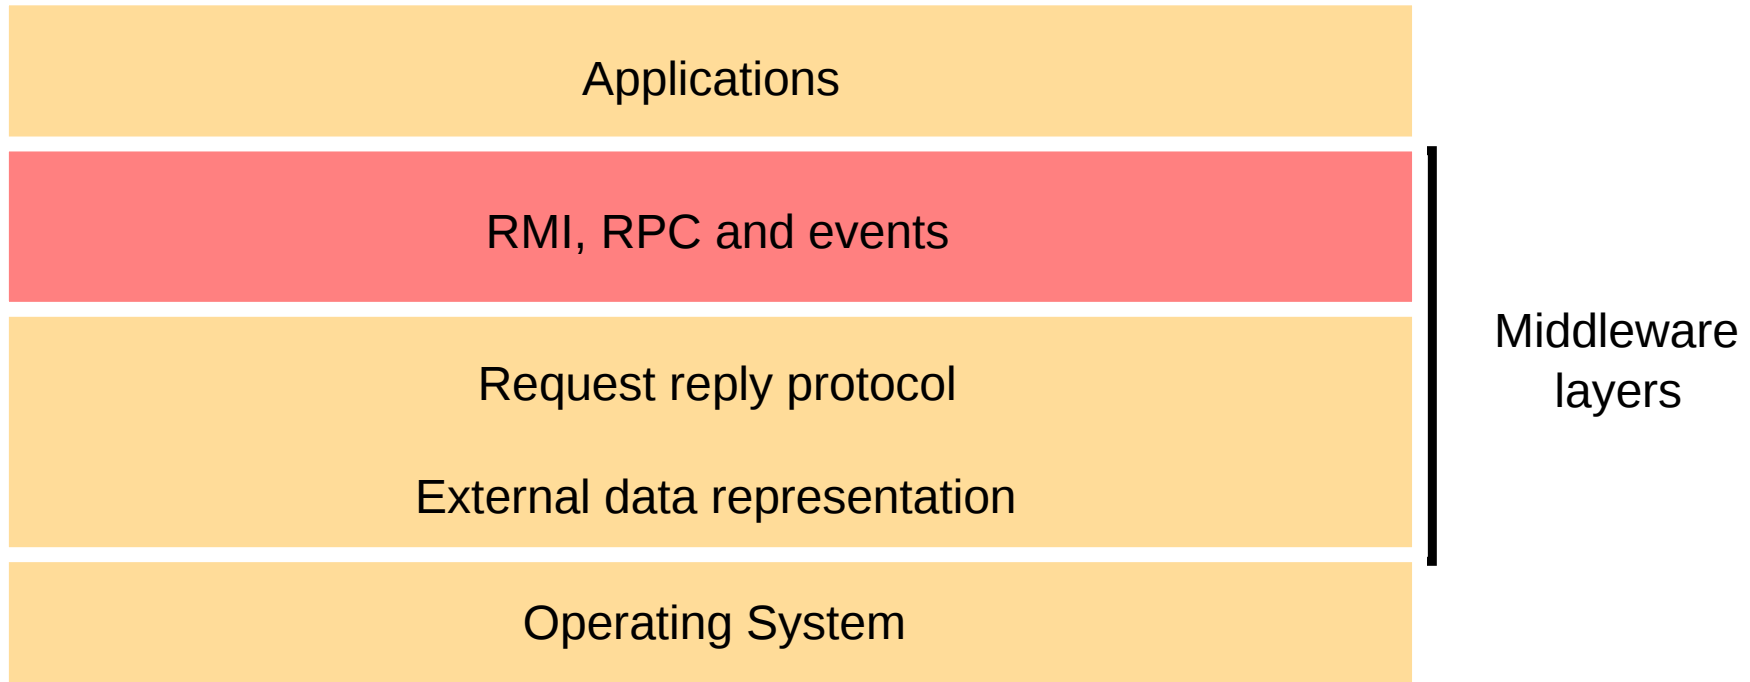 Applications
RMI, RPC and events
Request reply protocol
External data representation
Operating System
Middleware
layers